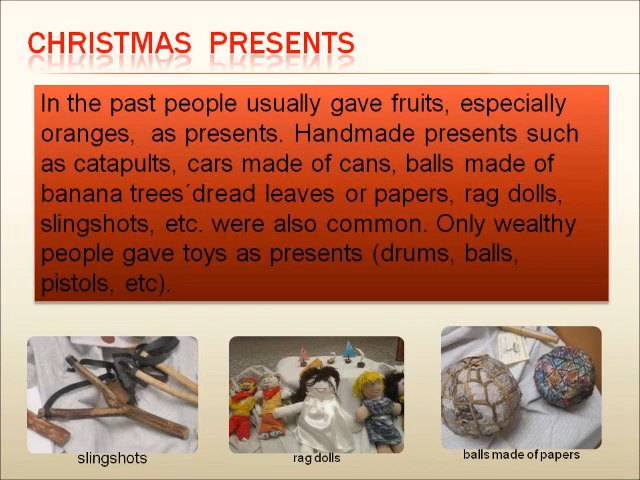 CHRISTMAS PRESENTS
In the past people usually gave fruits, especially
oranges, as presents. Handmade presents such
as catapults, cars made of cans, balls made of
banana trees´dread leaves or papers, rag dolls,
slingshots, etc. were also common. Only wealthy
people gave toys as presents (drums, balls,
pistols, etc).
slingshots
rag dolls
balls made of papers